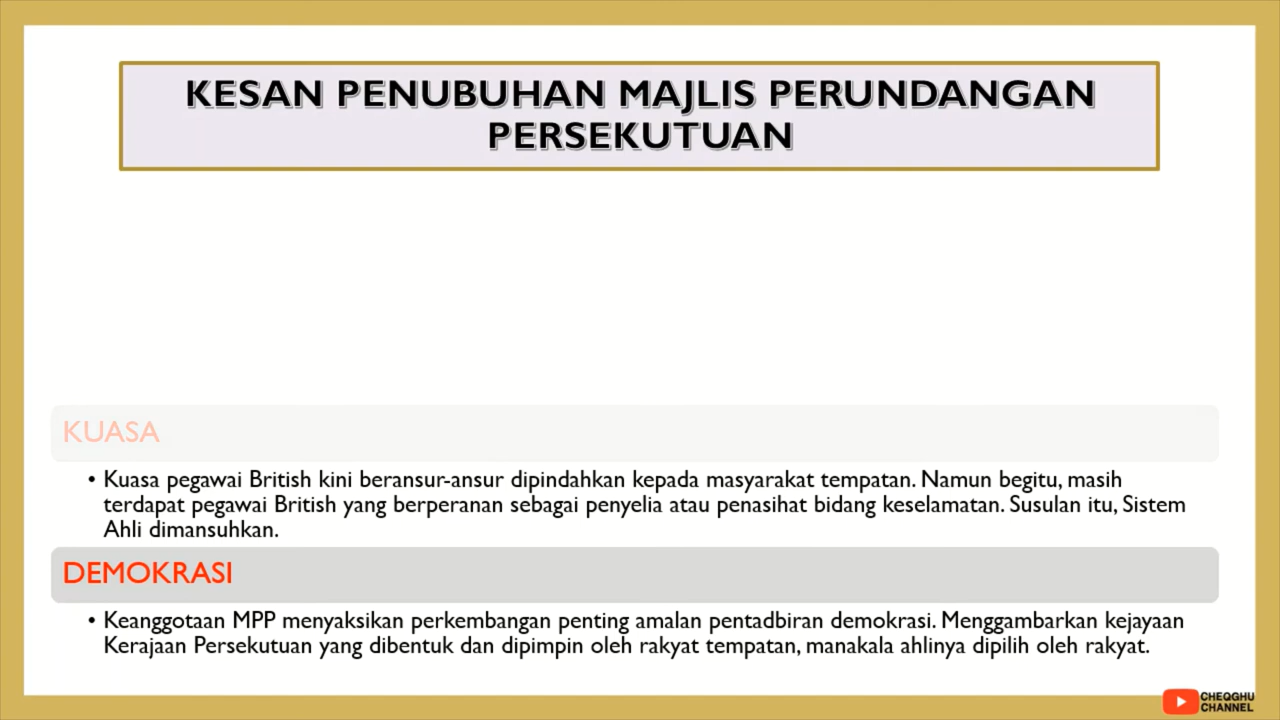 KESAN PENUBUHAN MAJLIS PERUNDANGAN
PERSEKUTUAN
KUASA
• Kuasa pegawai British kini beransur-ansur dipindahkan kepada masyarakat tempatan. Namun begitu, masih
terdapat pegawai British yang berperanan sebagai penyelia atau penasihat bidang keselamatan. Susulan itu, Sistem
Ahli dimansuhkan.
DEMOKRASI
• Keanggotaan MPP menyaksikan perkembangan penting amalan pentadbiran demokrasi. Menggambarkan kejayaan
Kerajaan Persekutuan yang dibentuk dan dipimpin oleh rakyat tempatan, manakala ahlinya dipilih oleh rakyat.
CHEQGHU
CHANNEL